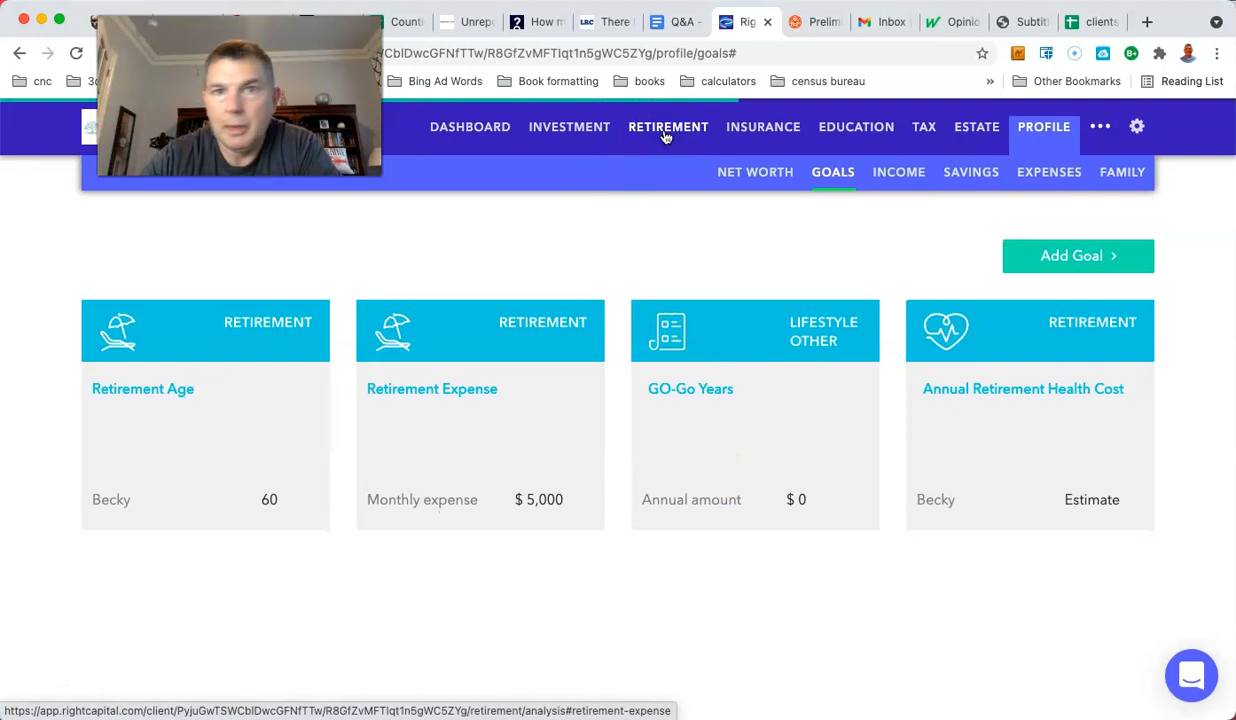 Counti
Unrep
How m
LRC There
Q&A -
Rig
Prelim
Inbox
Opinio
Subtit
clients
CblDwcGFNfTTw/R8GfZvMFTlqt1n5gWC5ZYg/profile/goals#
cnc
Bing Ad Words
Book formatting
books
calculators
census bureau
»
Other Bookmarks
Reading List
DASHBOARD INVESTMENT RETIREMENT INSURANCE EDUCATION TAX ESTATE PROFILE
NET WORTH GOALS INCOME SAVINGS EXPENSES FAMILY
Add Goal ›
RETIREMENT
Retirement Age
Becky 60
RETIREMENT
Retirement Expense
Monthly expense $ 5,000
LIFESTYLE
OTHER
GO-Go Years
Annual amount $ 0
RETIREMENT
Annual Retirement Health Cost
Becky Estimate
https://app.rightcapital.com/client/PyjuGwTSWCblDwcGFNfTTw/R8GfZvMFTlqt1n5gWC5ZYg/retirement/analysis#retirement-expense